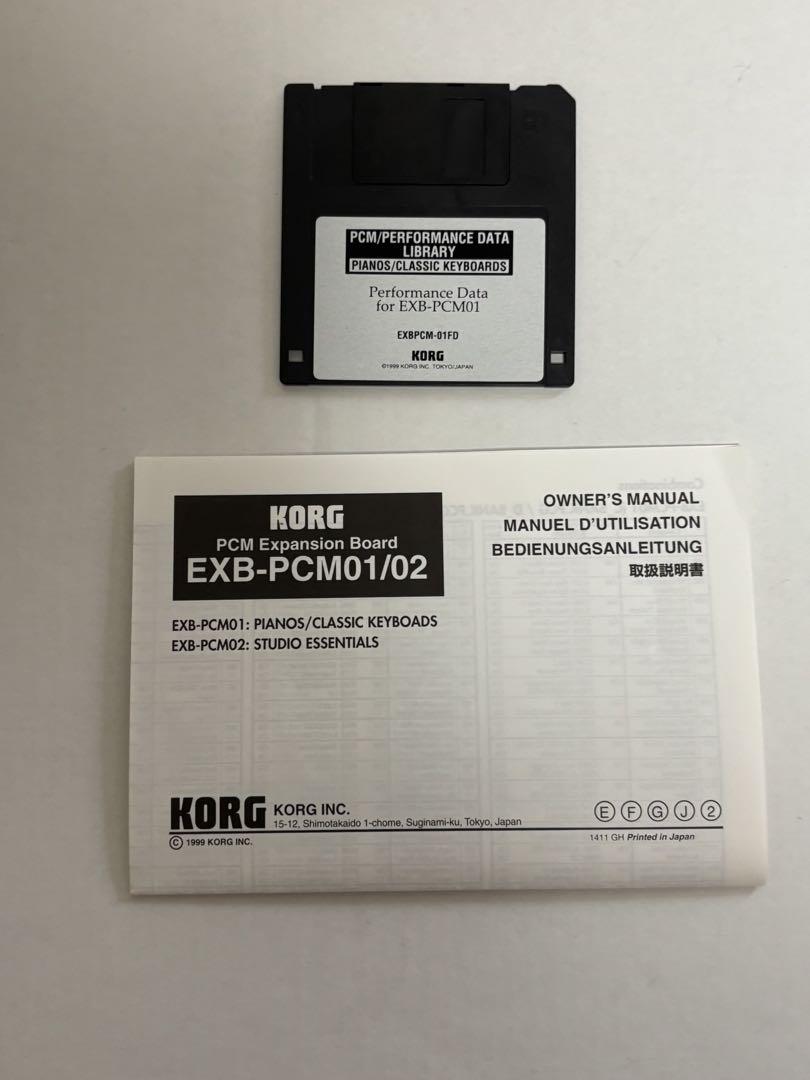 PCM/PERFORMANCE DATA
LIBRARY
PIANOS/CLASSIC KEYBOARDS
Performance Data
for EXB-PCM01
EXBPCM-01FD
KORG
©1999 KORG INC. TOKYO/JAPAN
KORG
PCM Expansion Board
EXB-PCM01/02
OWNER'S MANUAL
MANUEL D'UTILISATION
BEDIENUNGSANLEITUNG
取扱説明書
EXB-PCM01: PIANOS/CLASSIC KEYBOADS
EXB-PCM02: STUDIO ESSENTIALS
KORG KORG INC.
15-12, Shimotakaido 1-chome, Suginami-ku, Tokyo, Japan
Ⓔ Ⓕ Ⓖ Ⓙ ②
© 1999 KORG INC.
1411 GH Printed in Japan